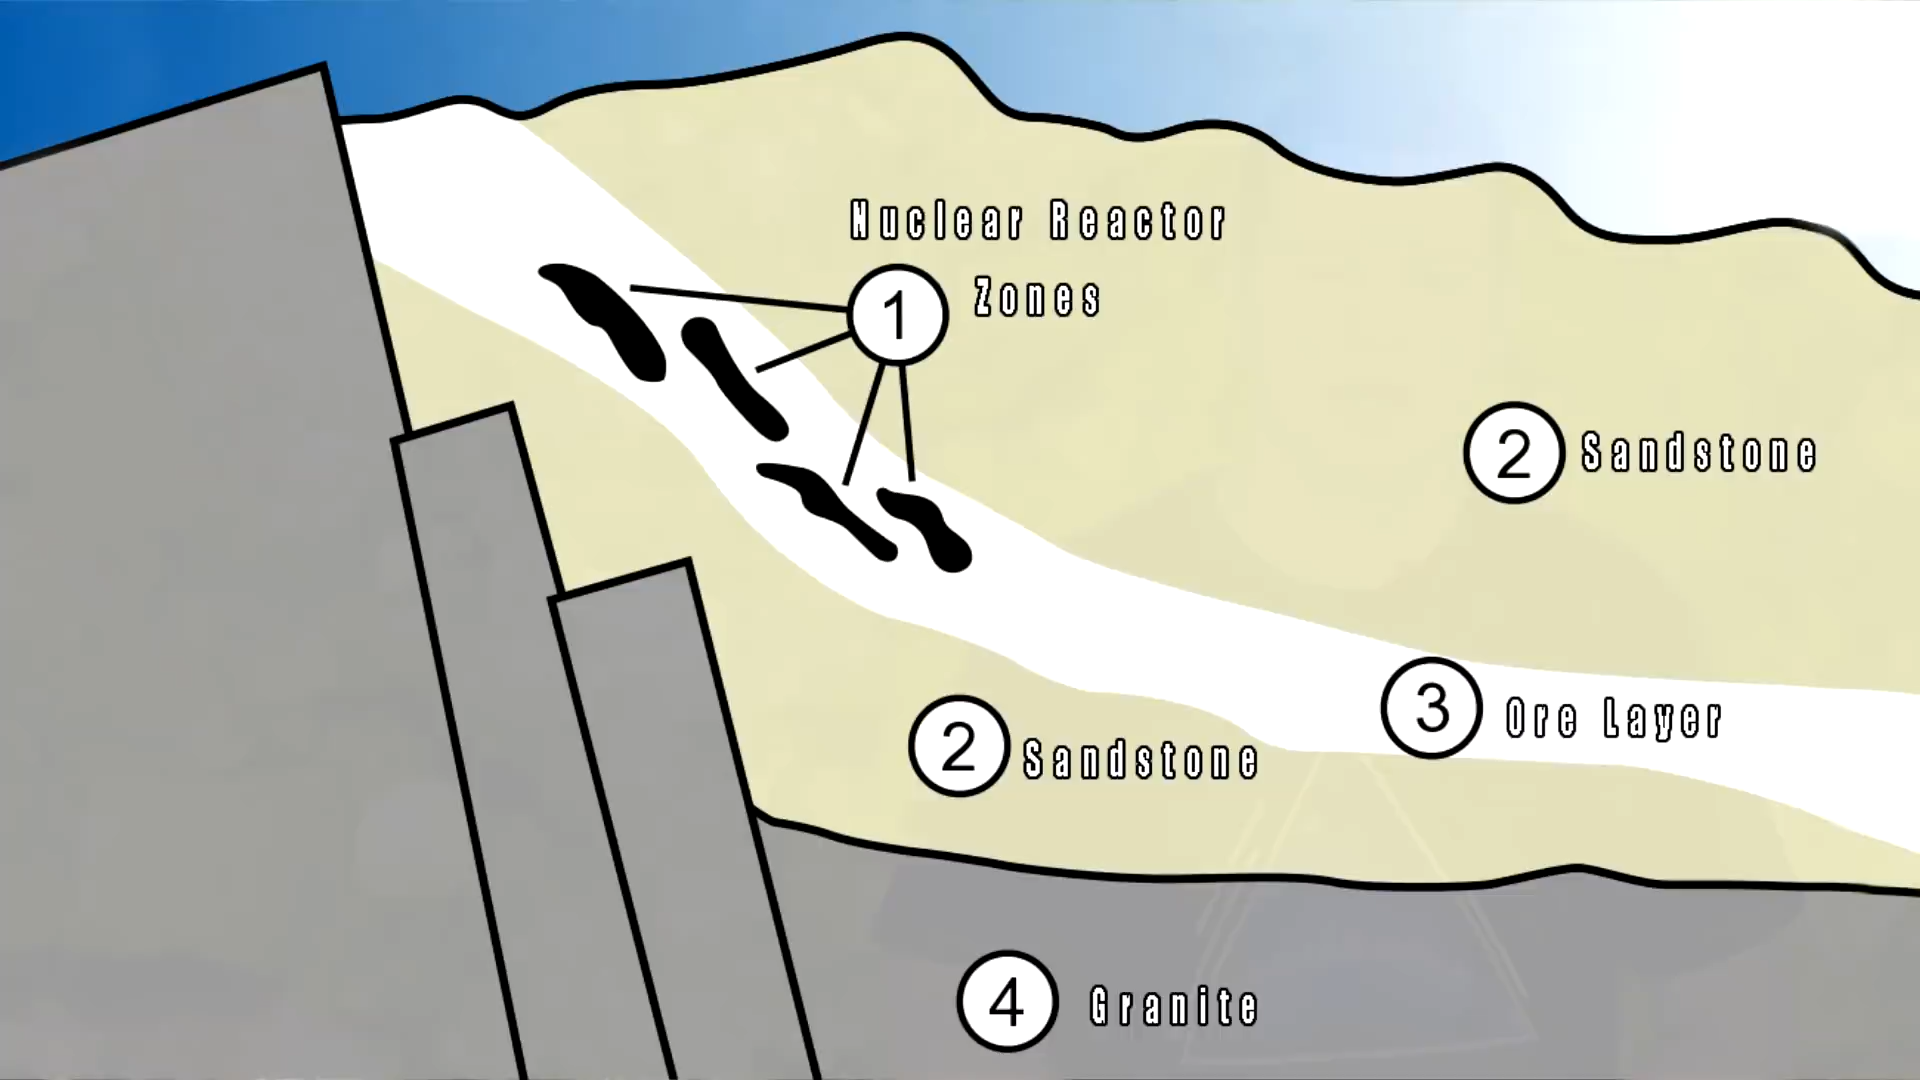 Nuclear Reactor
1 Zones
2 Sandstone
3 Ore Layer
2 Sandstone
4 Granite